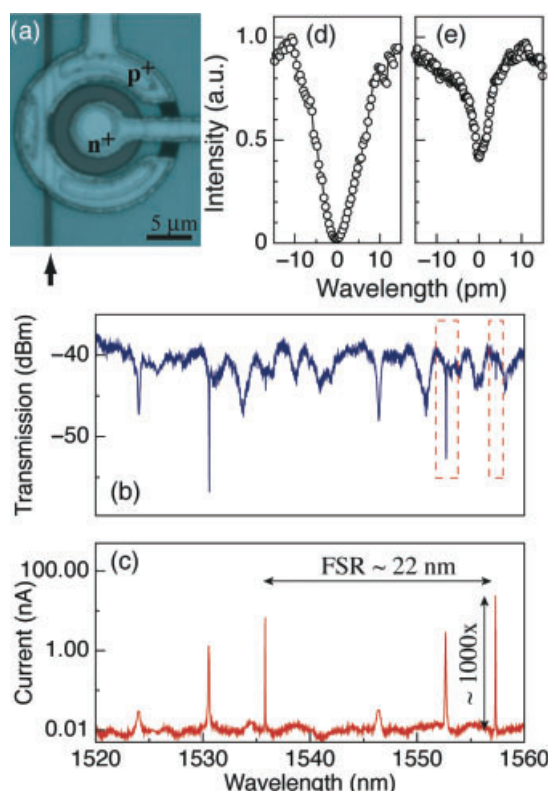 (a)
p+
n+
5 μm
(d)
(e)
Intensity (a.u.)
1.0
0.5
0
−10 0 10
−10 0 10
Wavelength (pm)
Transmission (dBm)
−40
−50
(b)
(c)
FSR ~ 22 nm
~ 1000x
Current (nA)
100.00
1.00
0.01
1520 1530 1540 1550 1560
Wavelength (nm)